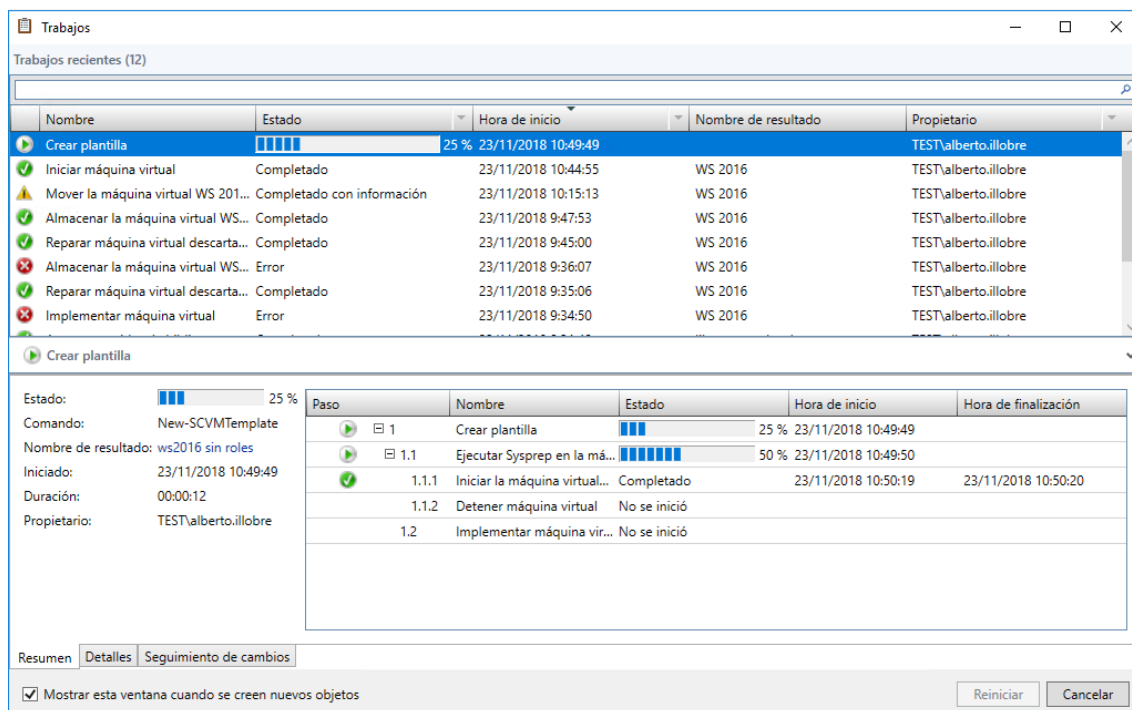 Trabajos
Trabajos recientes (12)
Nombre Estado Hora de inicio Nombre de resultado Propietario
Crear plantilla 25 % 23/11/2018 10:49:49 TEST\alberto.illobre
Iniciar máquina virtual Completado 23/11/2018 10:44:55 WS 2016 TEST\alberto.illobre
Mover la máquina virtual WS 201... Completado con información 23/11/2018 10:15:13 WS 2016 TEST\alberto.illobre
Almacenar la máquina virtual WS... Completado 23/11/2018 9:47:53 WS 2016 TEST\alberto.illobre
Reparar máquina virtual descarta... Completado 23/11/2018 9:45:00 WS 2016 TEST\alberto.illobre
Almacenar la máquina virtual WS... Error 23/11/2018 9:36:07 WS 2016 TEST\alberto.illobre
Reparar máquina virtual descarta... Completado 23/11/2018 9:35:06 WS 2016 TEST\alberto.illobre
Implementar máquina virtual Error 23/11/2018 9:34:50 WS 2016 TEST\alberto.illobre
Crear plantilla
Estado: 25 %
Comando: New-SCVMTemplate
Nombre de resultado: ws2016 sin roles
Iniciado: 23/11/2018 10:49:49
Duración: 00:00:12
Propietario: TEST\alberto.illobre
Paso Nombre Estado Hora de inicio Hora de finalización
1 Crear plantilla 25 % 23/11/2018 10:49:49
1.1 Ejecutar Sysprep en la má... 50 % 23/11/2018 10:49:50
1.1.1 Iniciar la máquina virtual... Completado 23/11/2018 10:50:19 23/11/2018 10:50:20
1.1.2 Detener máquina virtual No se inició
1.2 Implementar máquina vir... No se inició
Resumen Detalles Seguimiento de cambios
Mostrar esta ventana cuando se creen nuevos objetos
Reiniciar Cancelar